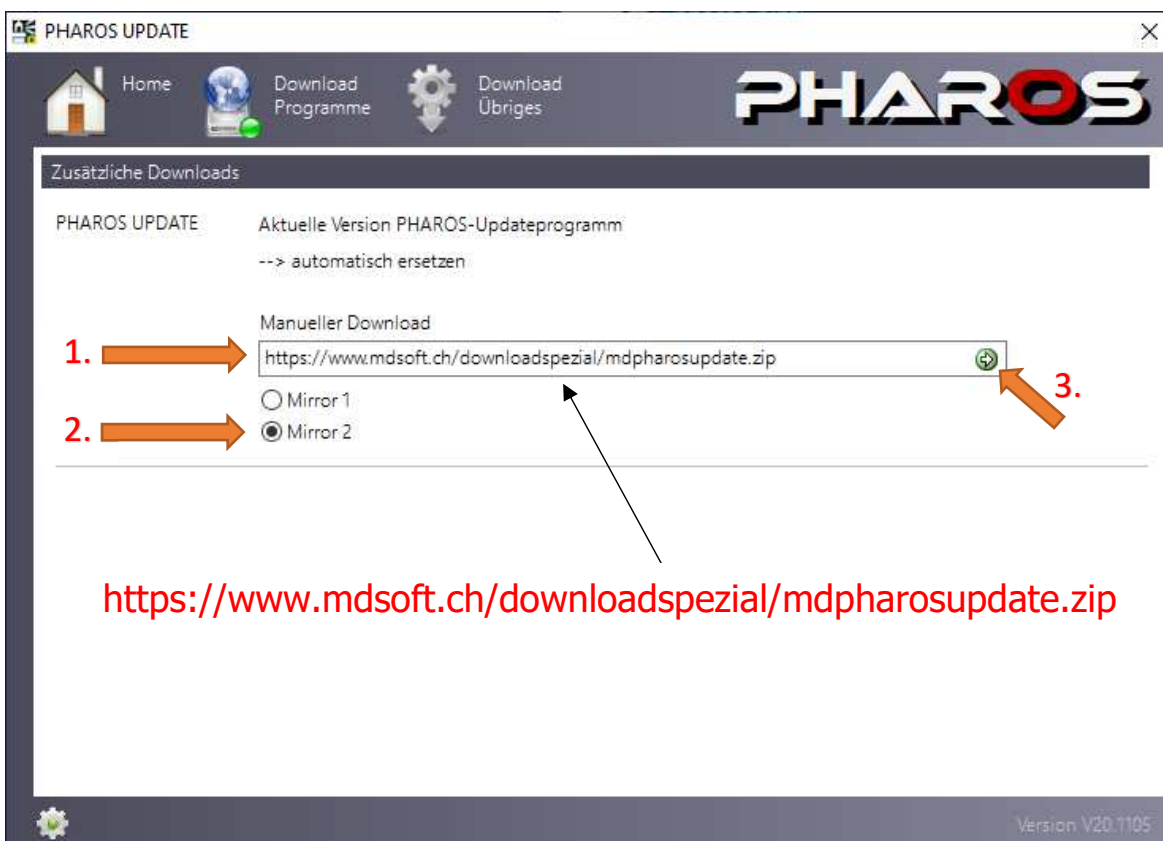 PHAROS UPDATE
Home
Download
Programme
Download
Übriges
PHAROS
Zusätzliche Downloads
PHAROS UPDATE
Aktuelle Version PHAROS-Updateprogramm
--> automatisch ersetzen
Manueller Download
1.
https://www.mdsoft.ch/downloadspezial/mdpharosupdate.zip
3.
Mirror 1
2.
Mirror 2
https://www.mdsoft.ch/downloadspezial/mdpharosupdate.zip
Version V20.1105